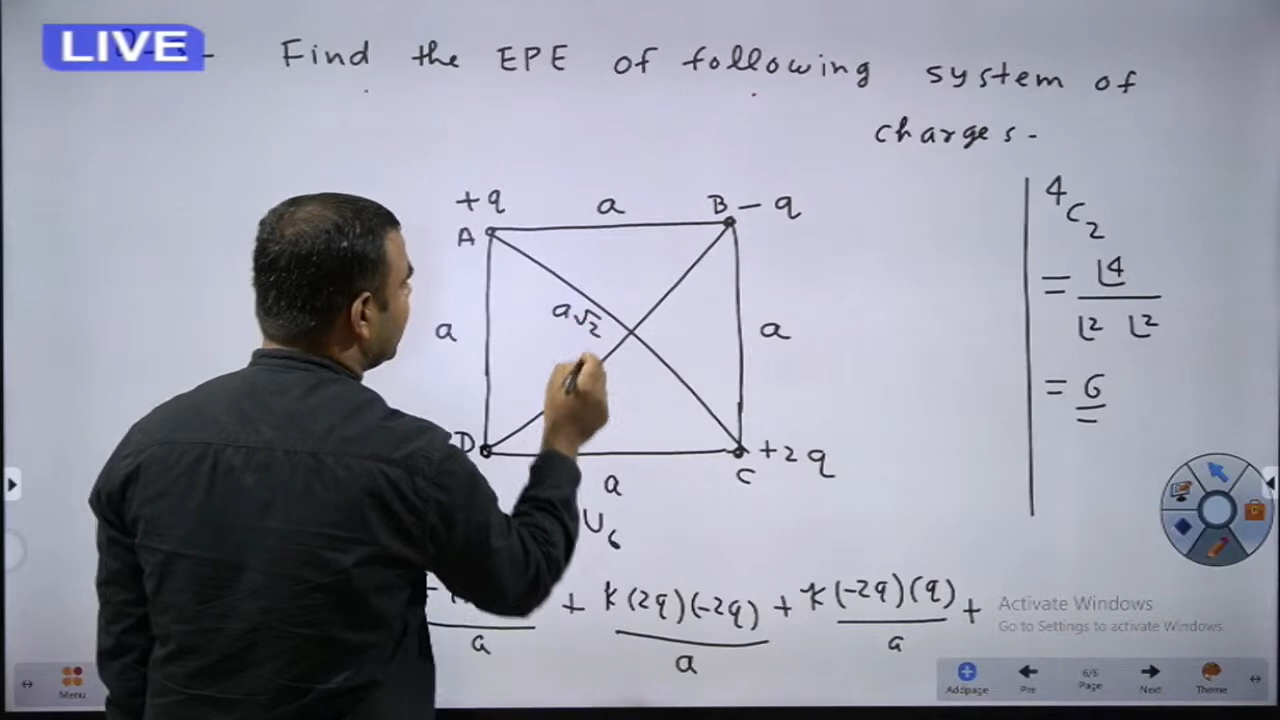 LIVE
Find the EPE of following system of
charges -
+q A a B - q
a a√2 a
D a C +2q
U₆
a + k(2q)(-2q)/a + k(-2q)(q)/a +
⁴C₂
= ⌊4 / ⌊2 ⌊2
= 6
Activate Windows
Go to Settings to activate Windows.
Menu
Addpage Pre 6/6 Page Next Theme